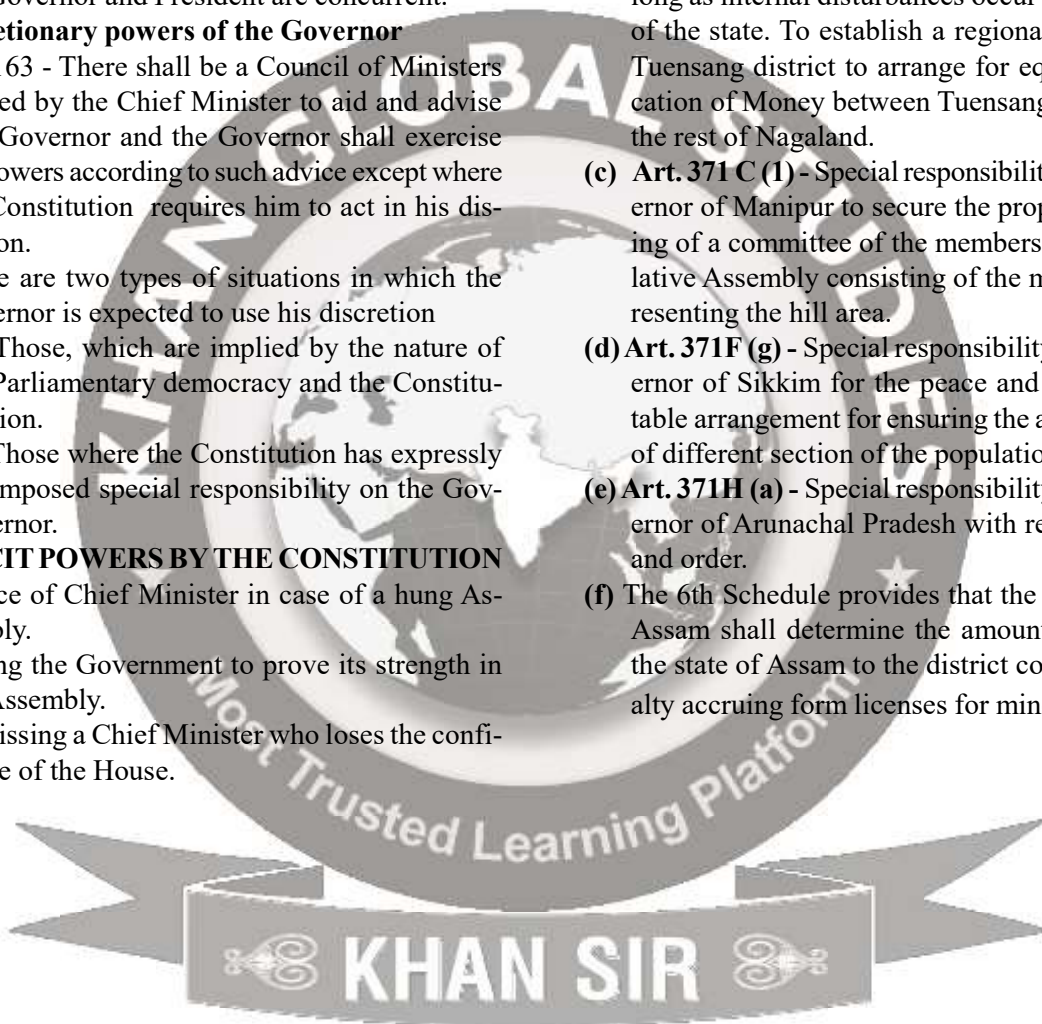 Governor and President are concurrent.
etionary powers of the Governor
163 - There shall be a Council of Ministers
ed by the Chief Minister to aid and advise
Governor and the Governor shall exercise
owers according to such advice except where
Constitution requires him to act in his dis-
on.
e are two types of situations in which the
ernor is expected to use his discretion
Those, which are implied by the nature of
Parliamentary democracy and the Constitu-
ion.
Those where the Constitution has expressly
mposed special responsibility on the Gov-
ernor.
CIT POWERS BY THE CONSTITUTION
ce of Chief Minister in case of a hung As-
bly.
ng the Government to prove its strength in
Assembly.
issing a Chief Minister who loses the confi-
e of the House.
long as internal disturbances occur
of the state. To establish a regiona
Tuensang district to arrange for eq
cation of Money between Tuensang
the rest of Nagaland.
(c) Art. 371 C (1) - Special responsibilit
ernor of Manipur to secure the prop
ing of a committee of the members
lative Assembly consisting of the m
resenting the hill area.
(d) Art. 371F (g) - Special responsibility
ernor of Sikkim for the peace and
table arrangement for ensuring the a
of different section of the populatio
(e) Art. 371H (a) - Special responsibility
ernor of Arunachal Pradesh with re
and order.
(f) The 6th Schedule provides that the
Assam shall determine the amount
the state of Assam to the district co
alty accruing form licenses for min
KHAN GLOBAL STUDIES
Most Trusted Learning Platform
KHAN SIR